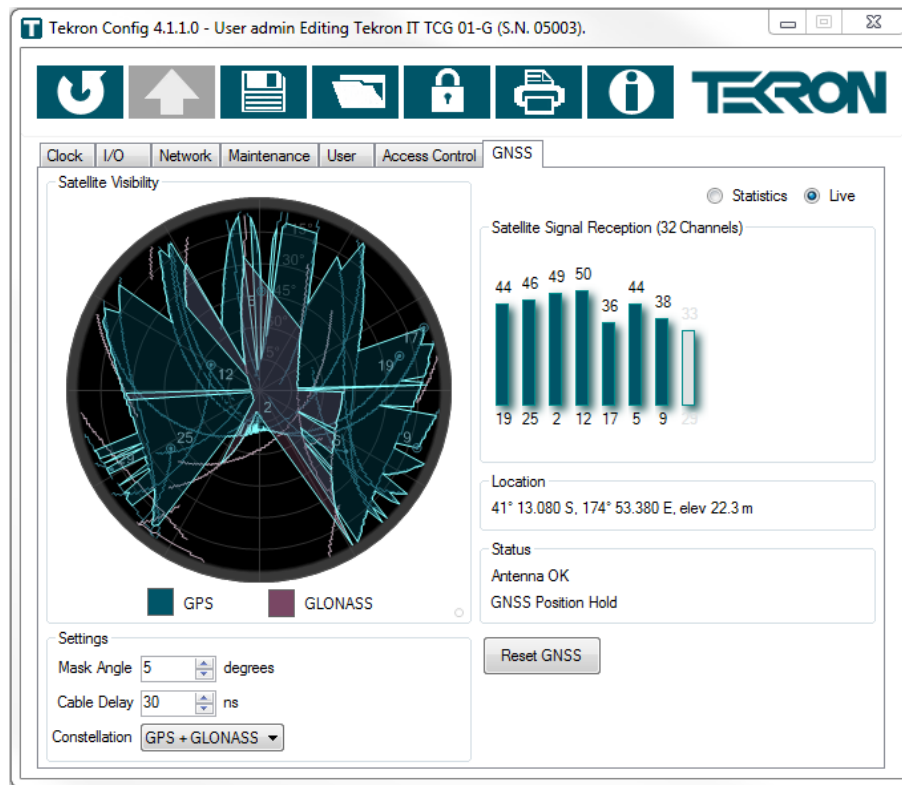 Tekron Config 4.1.1.0 - User admin Editing Tekron IT TCG 01-G (S.N. 05003).
TEKRON
Clock I/O Network Maintenance User Access Control GNSS
Satellite Visibility
Statistics Live
Satellite Signal Reception (32 Channels)
15°
30°
45°
5
17
19
12
2
25
9
44 46 49 50 36 44 38 33
19 25 2 12 17 5 9 29
Location
41° 13.080 S, 174° 53.380 E, elev 22.3 m
Status
Antenna OK
GNSS Position Hold
GPS GLONASS
Settings
Mask Angle 5 degrees
Cable Delay 30 ns
Constellation GPS + GLONASS
Reset GNSS